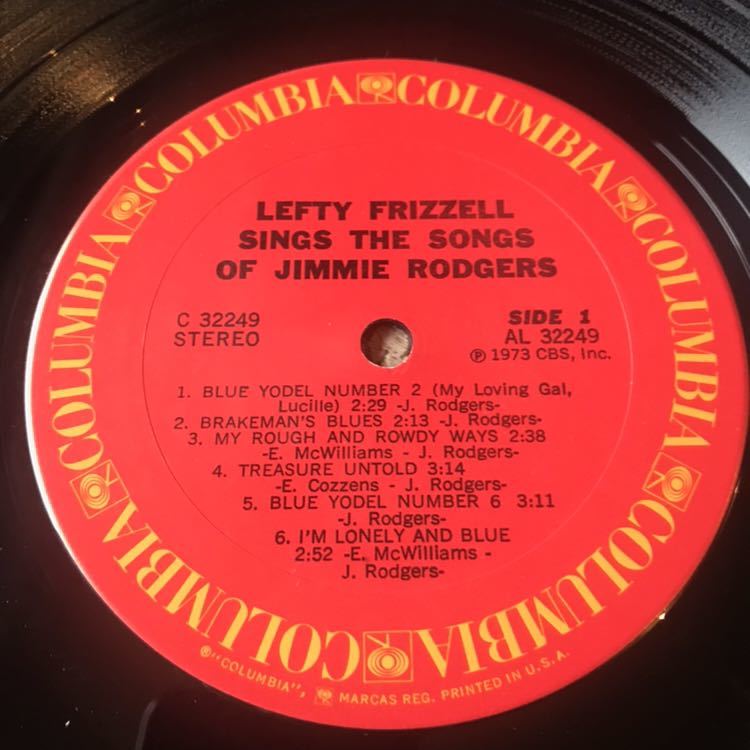 COLUMBIA COLUMBIA COLUMBIA COLUMBIA COLUMBIA COLUMBIA COLUMBIA
LEFTY FRIZZELL
SINGS THE SONGS
OF JIMMIE RODGERS
C 32249
STEREO
SIDE 1
AL 32249
℗ 1973 CBS, Inc.
1. BLUE YODEL NUMBER 2 (My Loving Gal,
Lucille) 2:29 -J. Rodgers-
2. BRAKEMAN'S BLUES 2:13 -J. Rodgers-
3. MY ROUGH AND ROWDY WAYS 2:38
-E. McWilliams - J. Rodgers-
4. TREASURE UNTOLD 3:14
-E. Cozzens - J. Rodgers-
5. BLUE YODEL NUMBER 6 3:11
-J. Rodgers-
6. I'M LONELY AND BLUE
2:52 -E. McWilliams -
J. Rodgers-
®"COLUMBIA", MARCAS REG. PRINTED IN U.S.A.